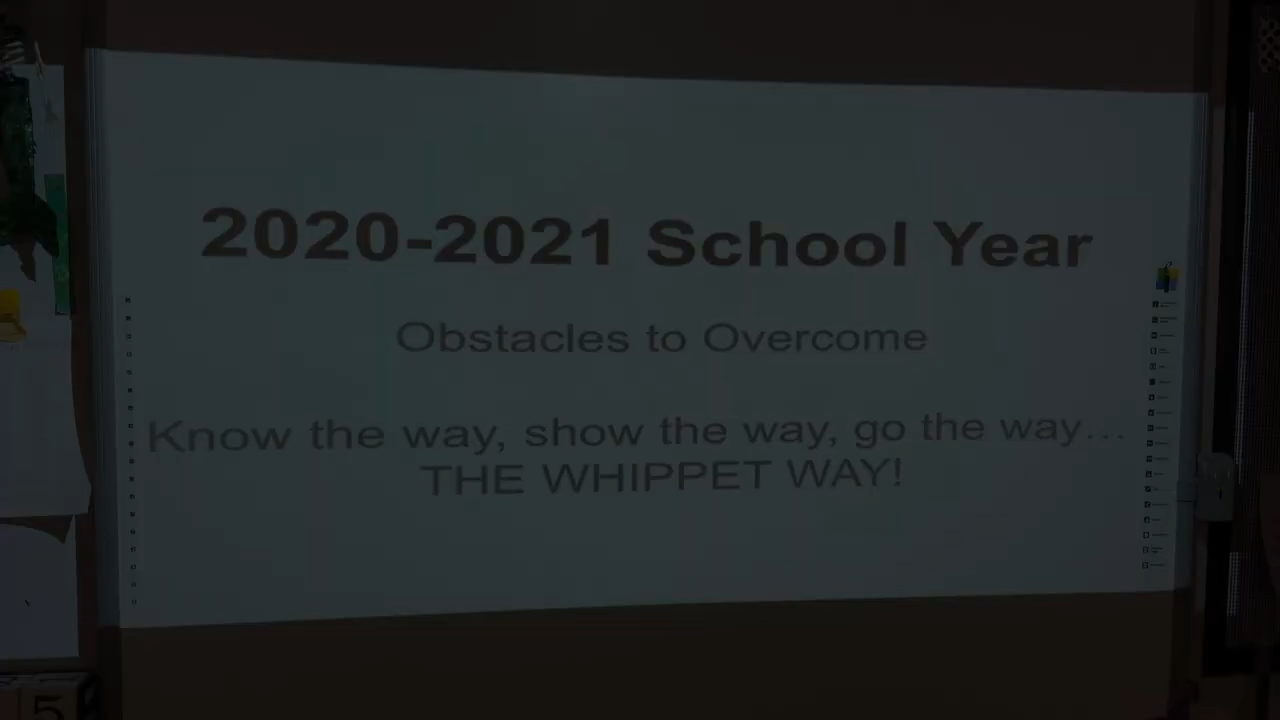 2020-2021 School Year
Obstacles to Overcome
Know the way, show the way, go the way...
THE WHIPPET WAY!
5